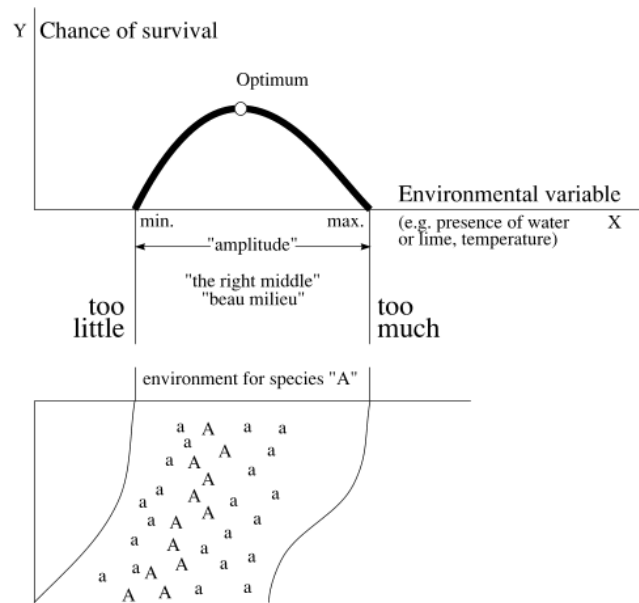 Y Chance of survival
Optimum
Environmental variable
min. max. (e.g. presence of water X
"amplitude" or lime, temperature)
"the right middle"
"beau milieu"
too too
little much
environment for species "A"
a A a a
a A a
a A a
A
a A a a
a A
a A a a
a A a a
a a A A a a
A A a a